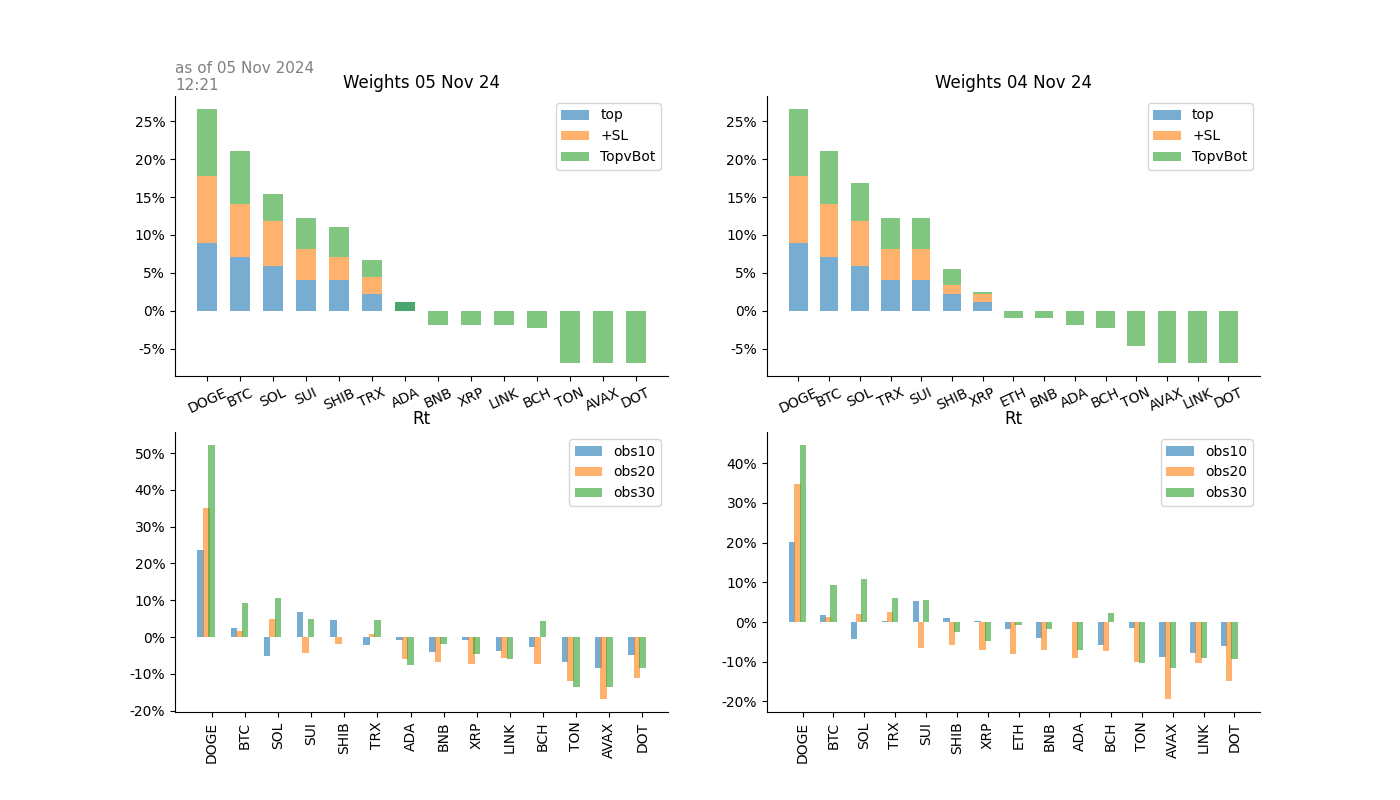 as of 05 Nov 2024
12:21
Weights 05 Nov 24
top
+SL
TopvBot
25%
20%
15%
10%
5%
0%
-5%
DOGE BTC SOL SUI SHIB TRX ADA BNB XRP LINK BCH TON AVAX DOT
Weights 04 Nov 24
top
+SL
TopvBot
25%
20%
15%
10%
5%
0%
-5%
DOGE BTC SOL TRX SUI SHIB XRP ETH BNB ADA BCH TON AVAX LINK DOT
Rt
obs10
obs20
obs30
50%
40%
30%
20%
10%
0%
-10%
-20%
DOGE BTC SOL SUI SHIB TRX ADA BNB XRP LINK BCH TON AVAX DOT
Rt
obs10
obs20
obs30
40%
30%
20%
10%
0%
-10%
-20%
DOGE BTC SOL TRX SUI SHIB XRP ETH BNB ADA BCH TON AVAX LINK DOT